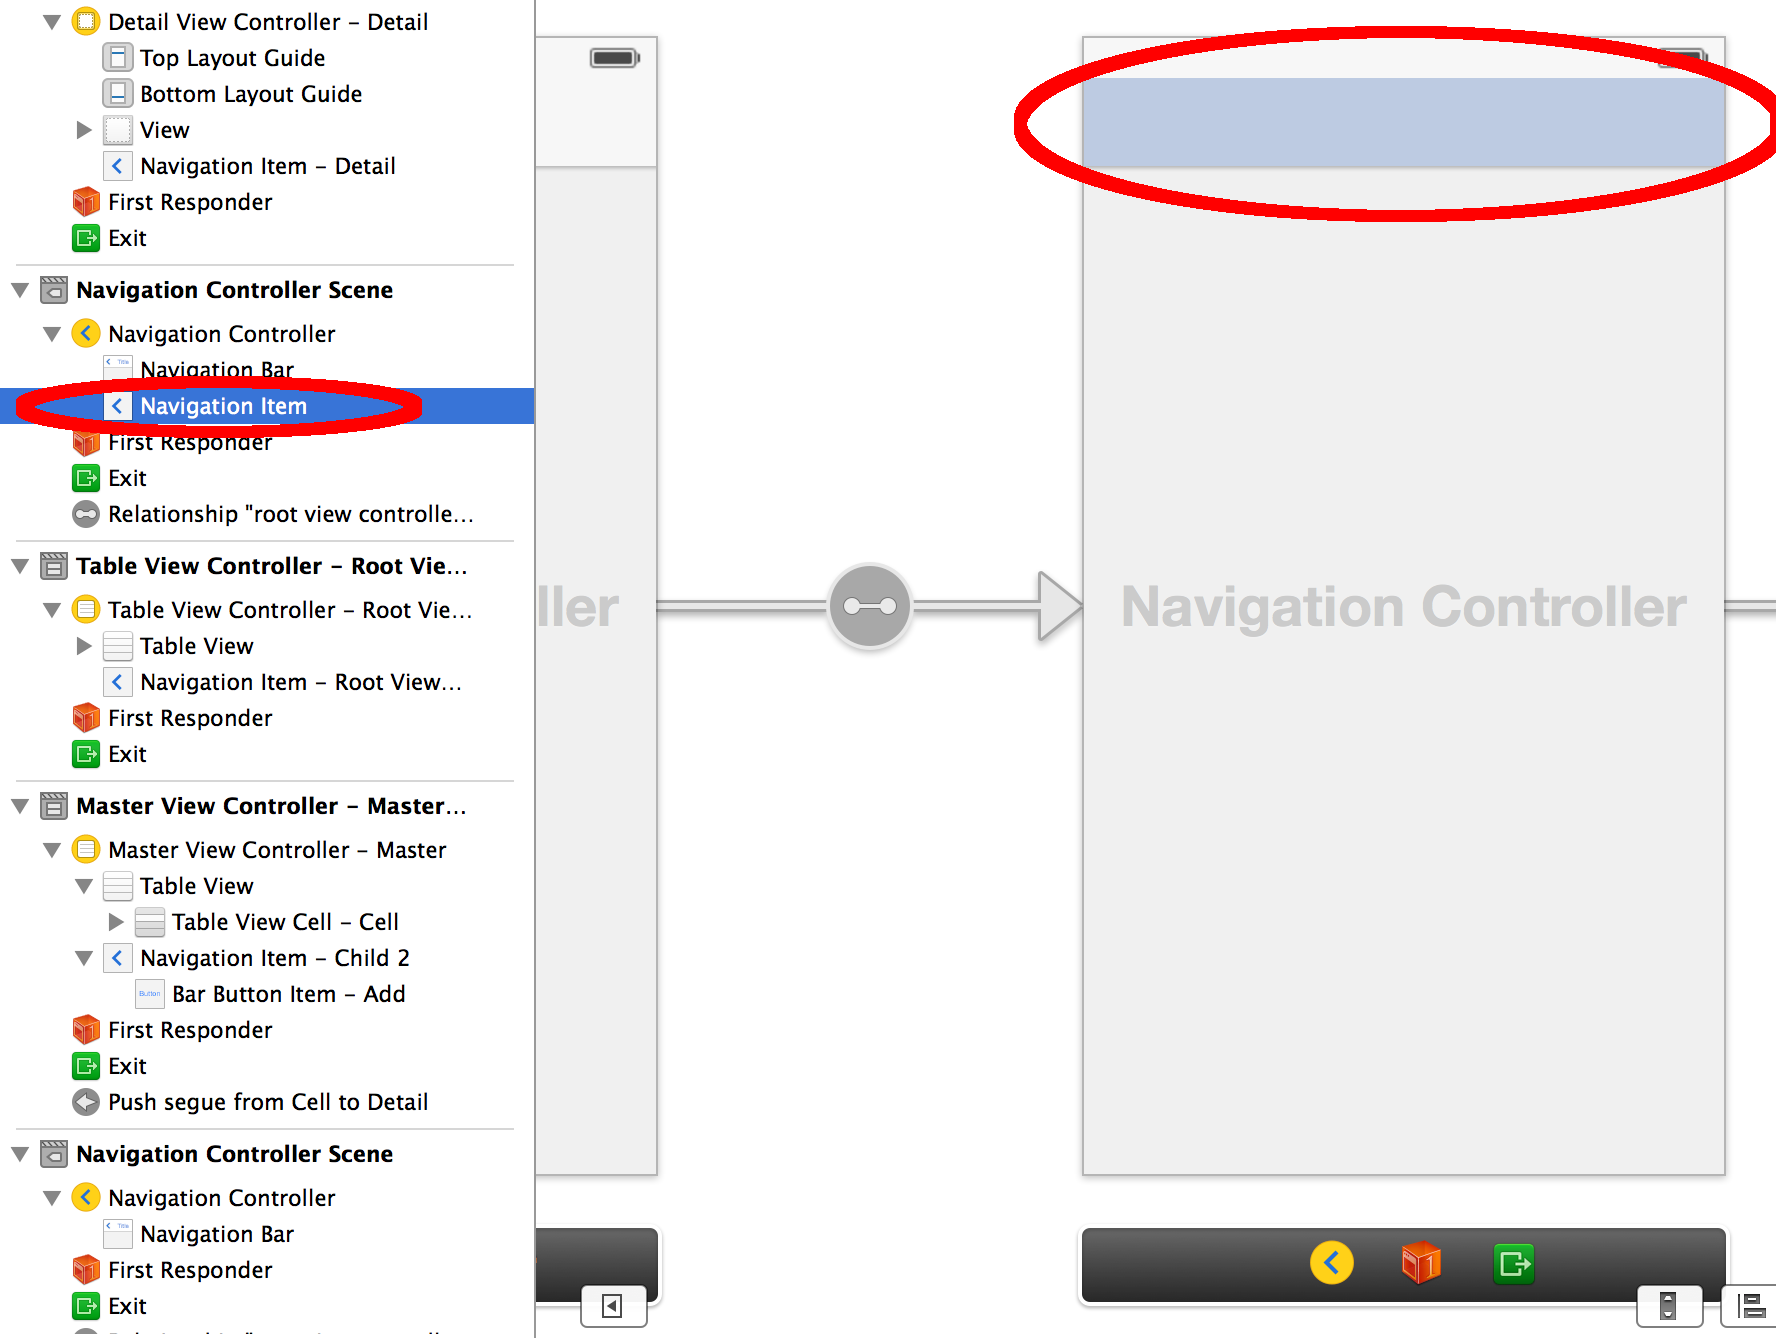 Detail View Controller – Detail
Top Layout Guide
Bottom Layout Guide
View
Navigation Item – Detail
First Responder
Exit
Navigation Controller Scene
Navigation Controller
Navigation Bar
Navigation Item
First Responder
Exit
Relationship "root view controlle...
Table View Controller – Root Vie...
Table View Controller – Root Vie...
Table View
Navigation Item – Root View...
First Responder
Exit
Master View Controller – Master...
Master View Controller – Master
Table View
Table View Cell – Cell
Navigation Item – Child 2
Button
Bar Button Item – Add
First Responder
Exit
Push segue from Cell to Detail
Navigation Controller Scene
Navigation Controller
Title
Navigation Bar
First Responder
Exit
ller
Navigation Controller